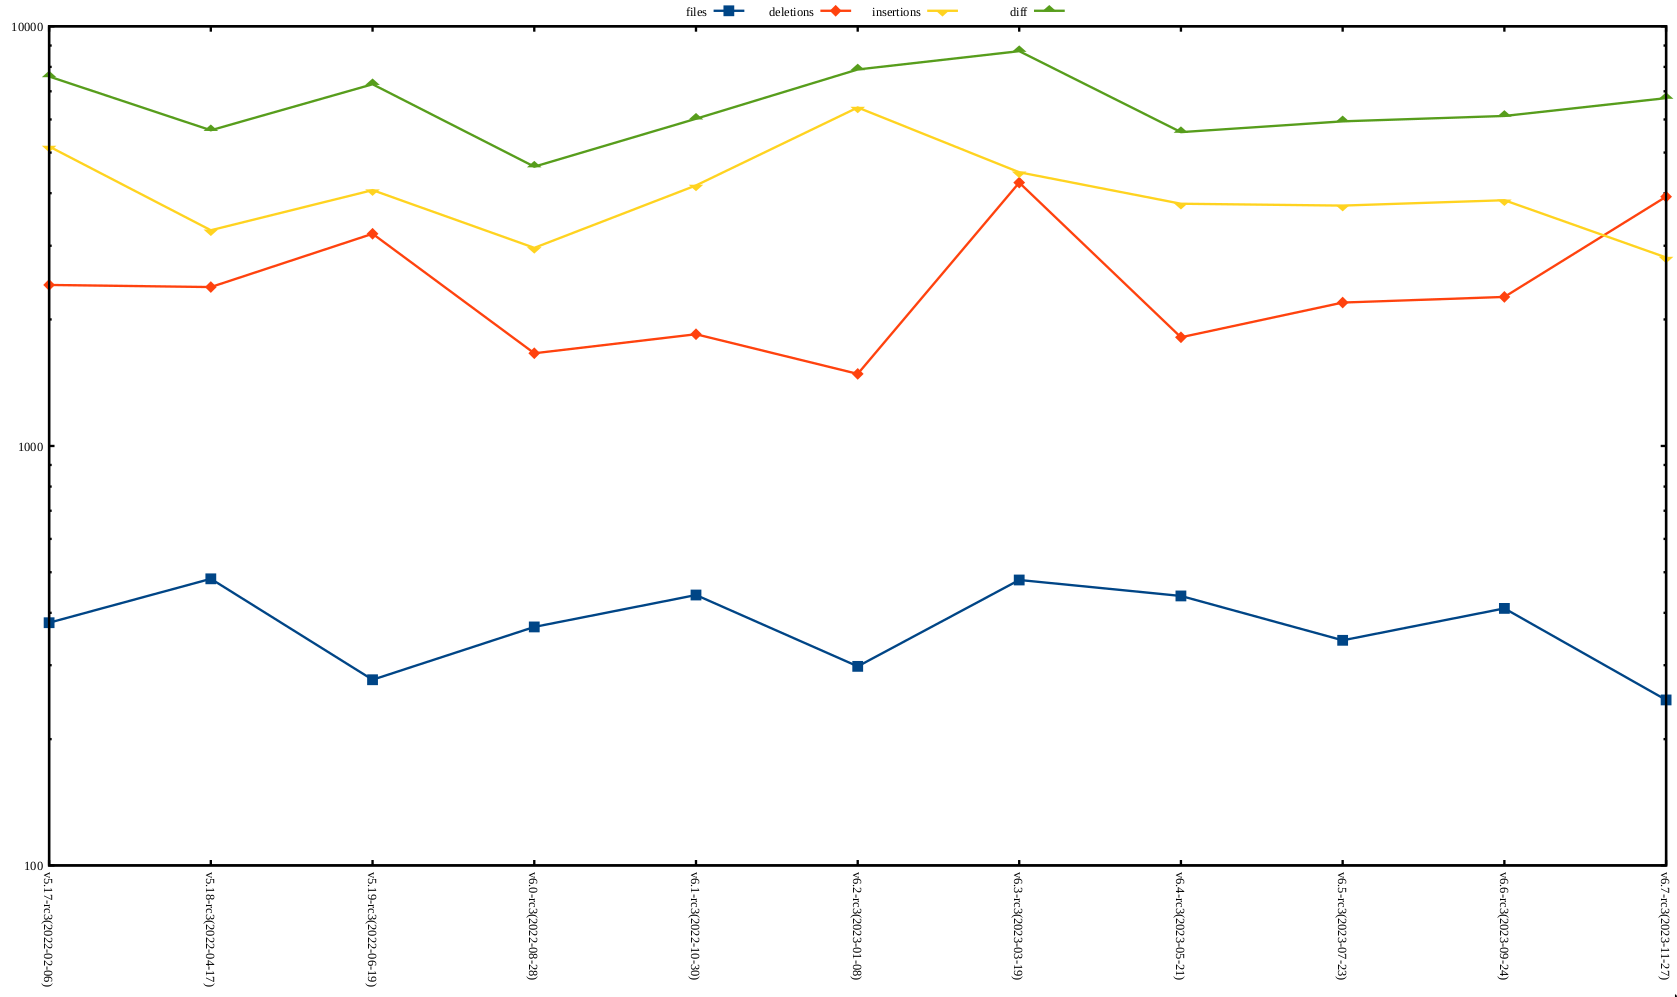 files deletions insertions diff
10000
1000
100
v5.17-rc3(2022-02-06)
v5.18-rc3(2022-04-17)
v5.19-rc3(2022-06-19)
v6.0-rc3(2022-08-28)
v6.1-rc3(2022-10-30)
v6.2-rc3(2023-01-08)
v6.3-rc3(2023-03-19)
v6.4-rc3(2023-05-21)
v6.5-rc3(2023-07-23)
v6.6-rc3(2023-09-24)
v6.7-rc3(2023-11-27)